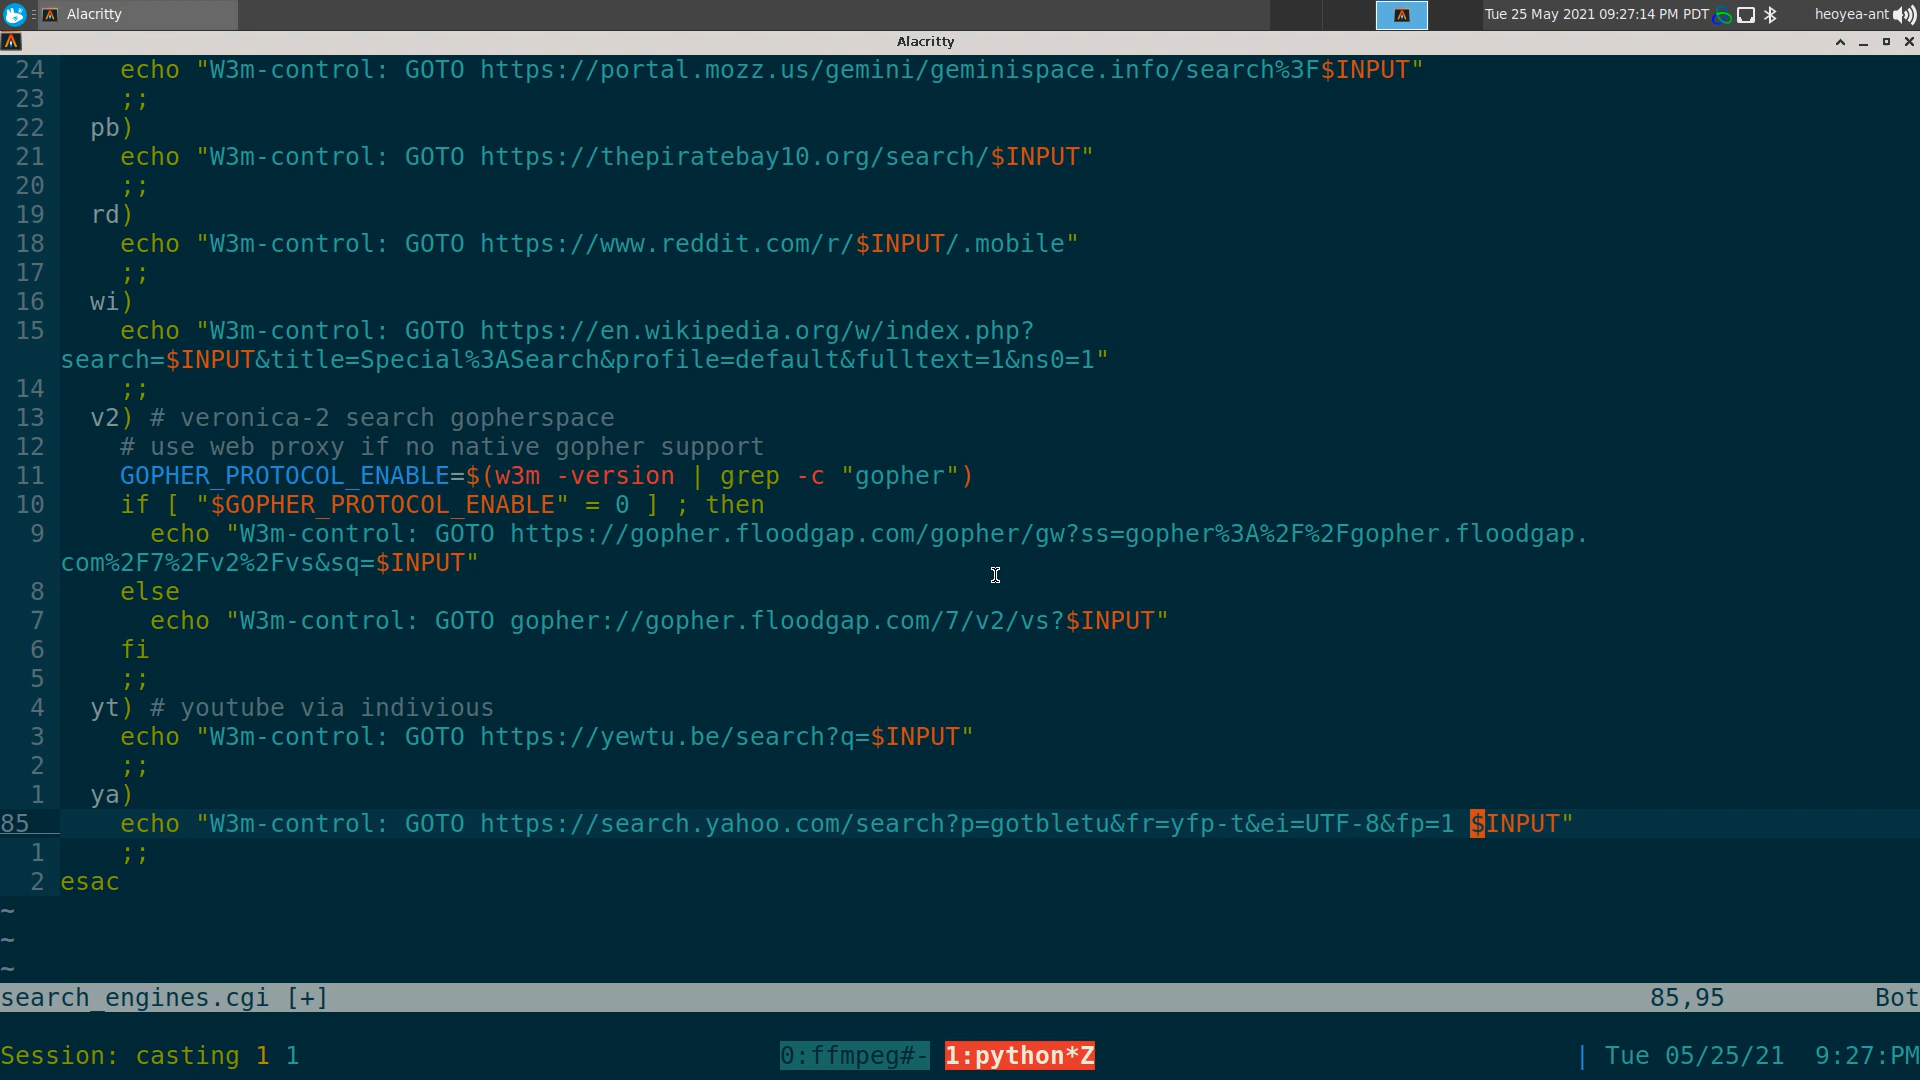 Alacritty
Tue 25 May 2021 09:27:14 PM PDT
heoyea-ant
Alacritty
24     echo "W3m-control: GOTO https://portal.mozz.us/gemini/geminispace.info/search%3F$INPUT"
23     ;;
22   pb)
21     echo "W3m-control: GOTO https://thepiratebay10.org/search/$INPUT"
20     ;;
19   rd)
18     echo "W3m-control: GOTO https://www.reddit.com/r/$INPUT/.mobile"
17     ;;
16   wi)
15     echo "W3m-control: GOTO https://en.wikipedia.org/w/index.php?
search=$INPUT&title=Special%3ASearch&profile=default&fulltext=1&ns0=1"
14     ;;
13   v2) # veronica-2 search gopherspace
12     # use web proxy if no native gopher support
11     GOPHER_PROTOCOL_ENABLE=$(w3m -version | grep -c "gopher")
10     if [ "$GOPHER_PROTOCOL_ENABLE" = 0 ] ; then
9       echo "W3m-control: GOTO https://gopher.floodgap.com/gopher/gw?ss=gopher%3A%2F%2Fgopher.floodgap.
com%2F7%2Fv2%2Fvs&sq=$INPUT"
8     else
7       echo "W3m-control: GOTO gopher://gopher.floodgap.com/7/v2/vs?$INPUT"
6     fi
5     ;;
4   yt) # youtube via indivious
3     echo "W3m-control: GOTO https://yewtu.be/search?q=$INPUT"
2     ;;
1   ya)
85     echo "W3m-control: GOTO https://search.yahoo.com/search?p=gotbletu&fr=yfp-t&ei=UTF-8&fp=1 $INPUT"
1     ;;
2 esac
~
~
~
search_engines.cgi [+] 85,95 Bot
Session: casting 1 1 0:ffmpeg#- 1:python*Z | Tue 05/25/21 9:27:PM